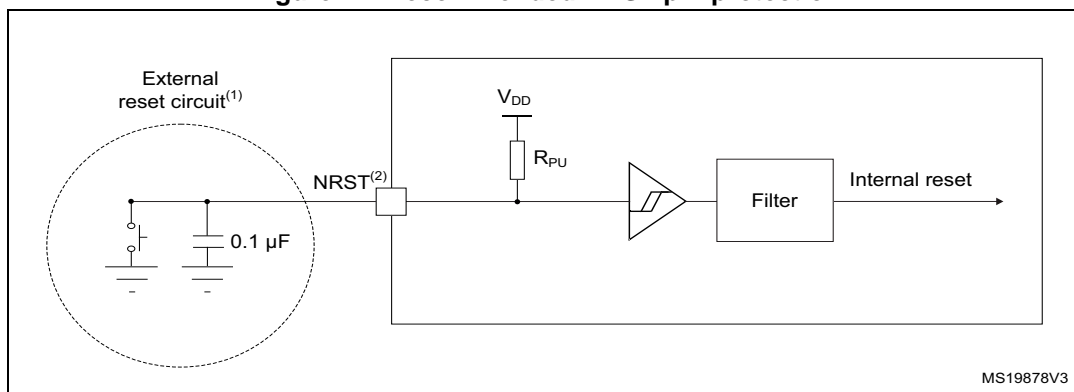 External
reset circuit(1)
VDD
RPU
NRST(2)
Filter
Internal reset
0.1 µF
MS19878V3